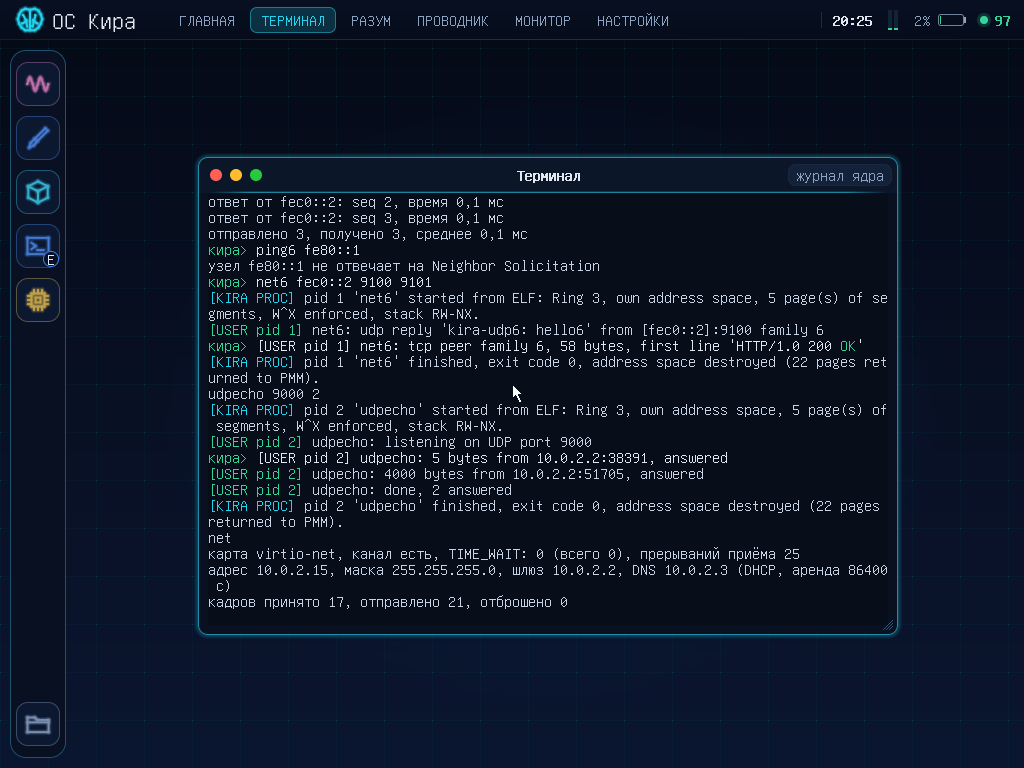 ОС Кира
ГЛАВНАЯ
ТЕРМИНАЛ
РАЗУМ
ПРОВОДНИК
МОНИТОР
НАСТРОЙКИ
20:25
2%
97
E
Терминал
журнал ядра
ответ от fec0::2: seq 2, время 0,1 мс
ответ от fec0::2: seq 3, время 0,1 мс
отправлено 3, получено 3, среднее 0,1 мс
кира> ping6 fe80::1
узел fe80::1 не отвечает на Neighbor Solicitation
кира> net6 fec0::2 9100 9101
[KIRA PROC] pid 1 'net6' started from ELF: Ring 3, own address space, 5 page(s) of se
gments, W^X enforced, stack RW-NX.
[USER pid 1] net6: udp reply 'kira-udp6: hello6' from [fec0::2]:9100 family 6
кира> [USER pid 1] net6: tcp peer family 6, 58 bytes, first line 'HTTP/1.0 200 OK'
[KIRA PROC] pid 1 'net6' finished, exit code 0, address space destroyed (22 pages ret
urned to PMM).
udpecho 9000 2
[KIRA PROC] pid 2 'udpecho' started from ELF: Ring 3, own address space, 5 page(s) of
segments, W^X enforced, stack RW-NX.
[USER pid 2] udpecho: listening on UDP port 9000
кира> [USER pid 2] udpecho: 5 bytes from 10.0.2.2:38391, answered
[USER pid 2] udpecho: 4000 bytes from 10.0.2.2:51705, answered
[USER pid 2] udpecho: done, 2 answered
[KIRA PROC] pid 2 'udpecho' finished, exit code 0, address space destroyed (22 pages
returned to PMM).
net
карта virtio-net, канал есть, TIME_WAIT: 0 (всего 0), прерываний приёма 25
адрес 10.0.2.15, маска 255.255.255.0, шлюз 10.0.2.2, DNS 10.0.2.3 (DHCP, аренда 86400
с)
кадров принято 17, отправлено 21, отброшено 0